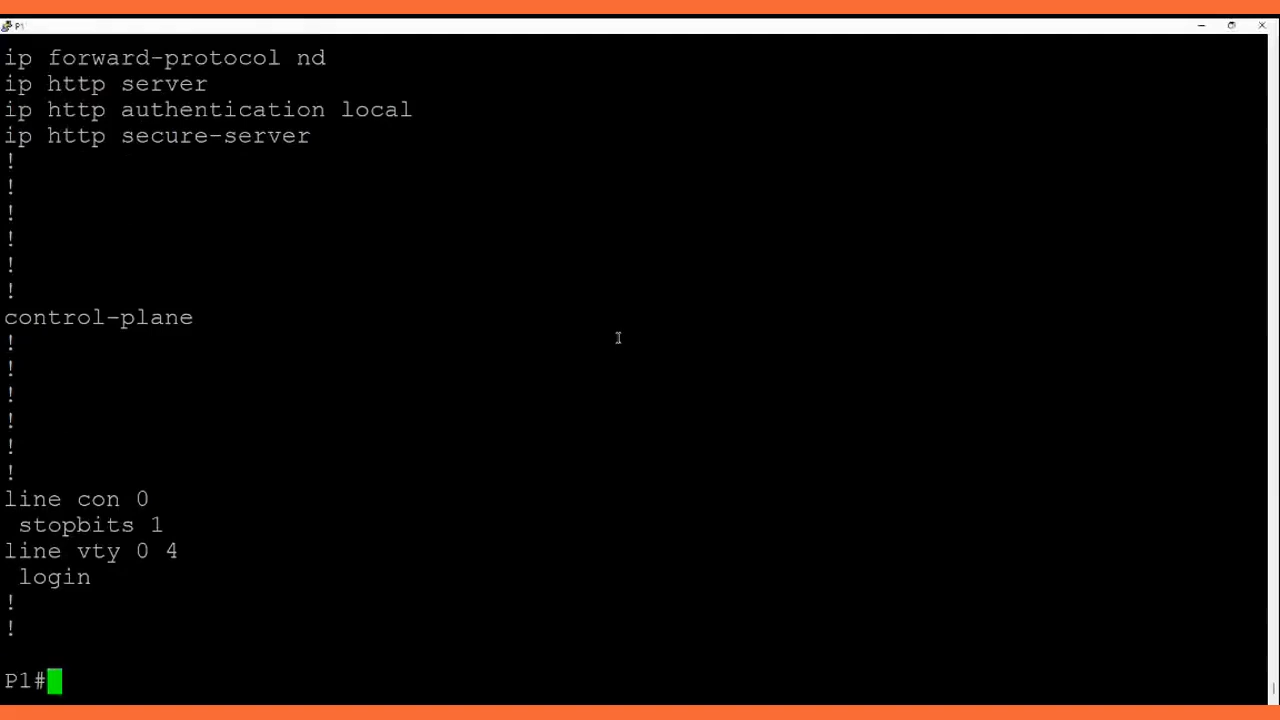 P1
ip forward-protocol nd
ip http server
ip http authentication local
ip http secure-server
!
!
!
!
!
!
control-plane
!
!
!
!
!
!
line con 0
 stopbits 1
line vty 0 4
 login
!
!
P1#